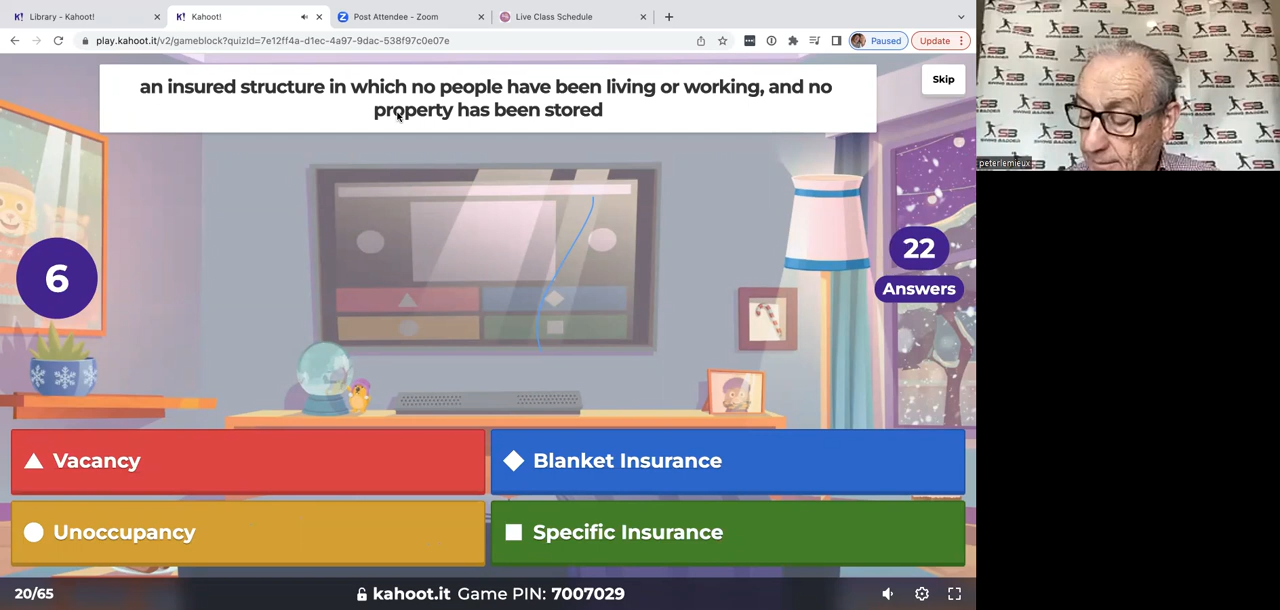 Library - Kahoot!
Kahoot!
Post Attendee - Zoom
Live Class Schedule
play.kahoot.it/v2/gameblock?quizId=7e12ff4a-d1ec-4a97-9dac-538f97c0e07e
Paused
Update
an insured structure in which no people have been living or working, and no
property has been stored
Skip
peterlemieux
6
22
Answers
Vacancy
Blanket Insurance
Unoccupancy
Specific Insurance
20/65
kahoot.it Game PIN: 7007029